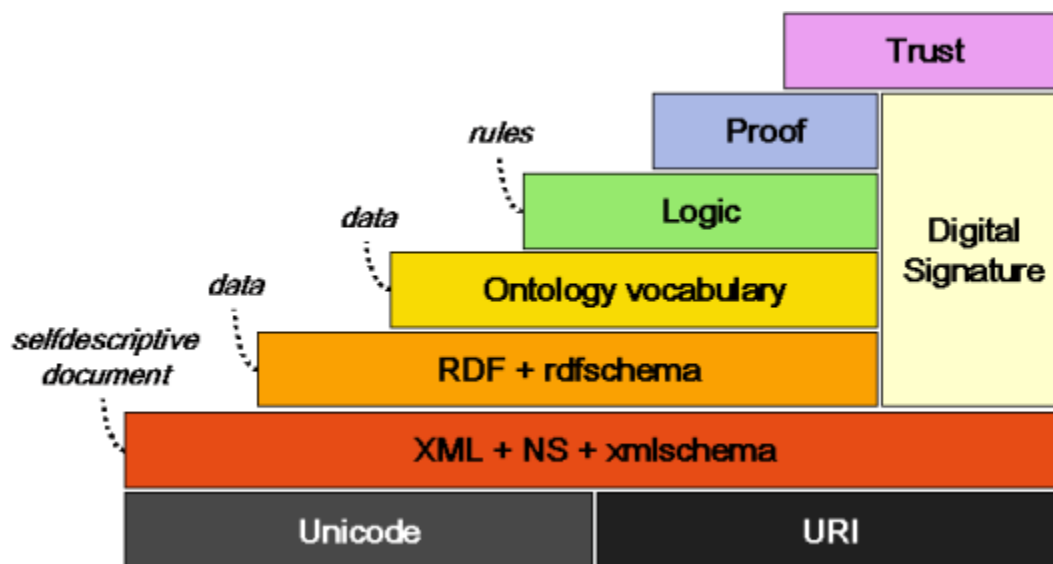 Trust
Proof
rules
Logic
Digital
Signature
data
Ontology vocabulary
data
RDF + rdfschema
selfdescriptive
document
XML + NS + xmlschema
Unicode
URI